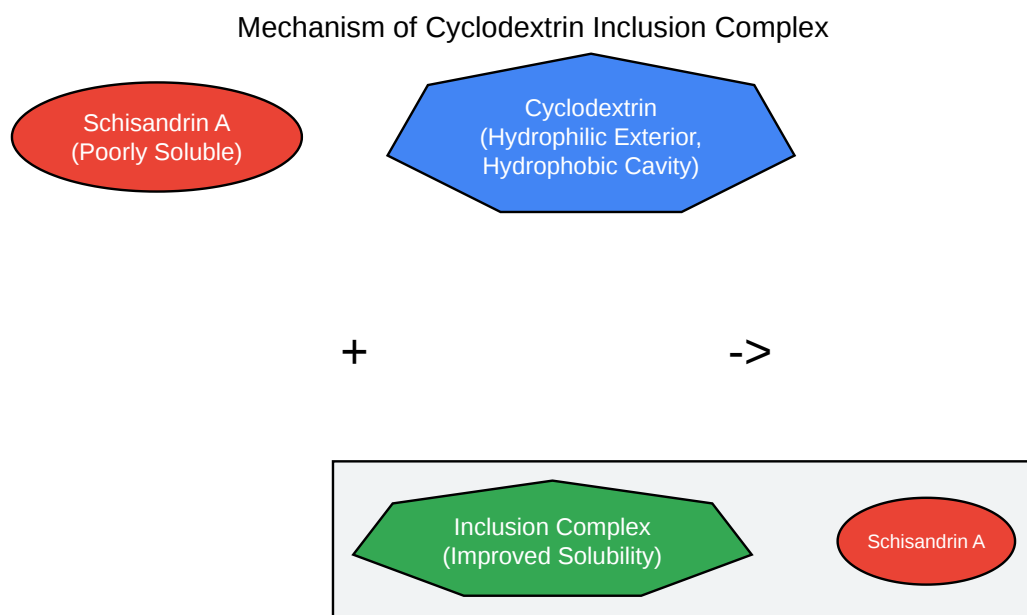 Mechanism of Cyclodextrin Inclusion Complex
Schisandrin A
(Poorly Soluble)
Cyclodextrin
(Hydrophilic Exterior,
Hydrophobic Cavity)
+
->
Inclusion Complex
(Improved Solubility)
Schisandrin A